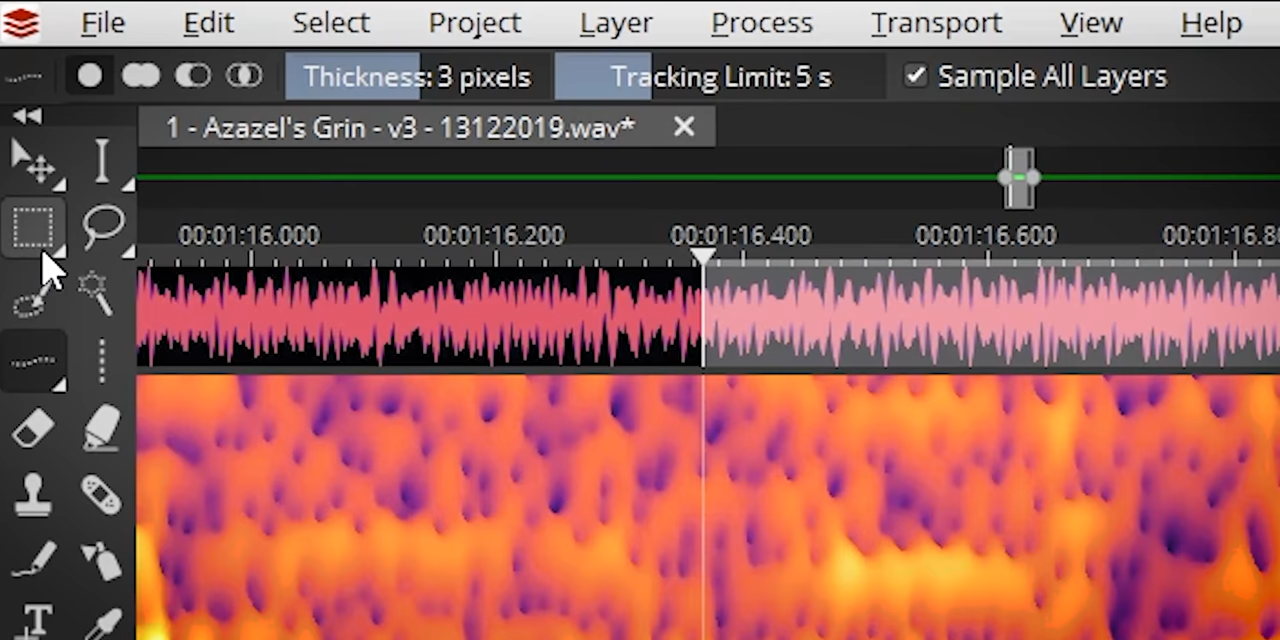 File Edit Select Project Layer Process Transport View Help
Thickness: 3 pixels Tracking Limit: 5 s Sample All Layers
1 - Azazel's Grin - v3 - 13122019.wav*
00:01:16.000 00:01:16.200 00:01:16.400 00:01:16.600
T